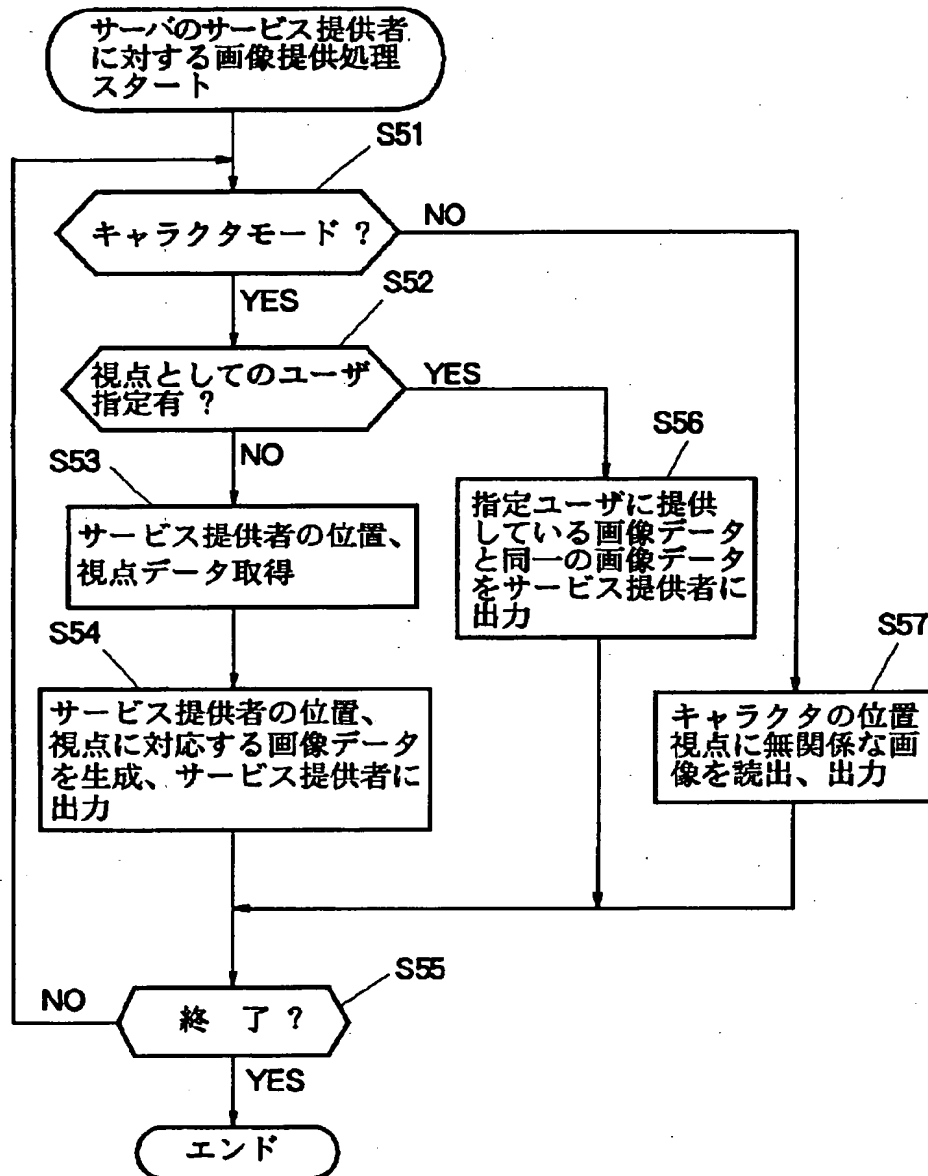 サーバのサービス提供者
に対する画像提供処理
スタート
S51
キャラクタモード ?
NO
YES
S52
視点としてのユーザ
指定有 ?
YES
NO
S53
サービス提供者の位置、
視点データ取得
S56
指定ユーザに提供
している画像データ
と同一の画像データ
をサービス提供者に
出力
S54
サービス提供者の位置、
視点に対応する画像データ
を生成、サービス提供者に
出力
S57
キャラクタの位置
視点に無関係な画
像を読出、出力
S55
終 了 ?
NO
YES
エンド